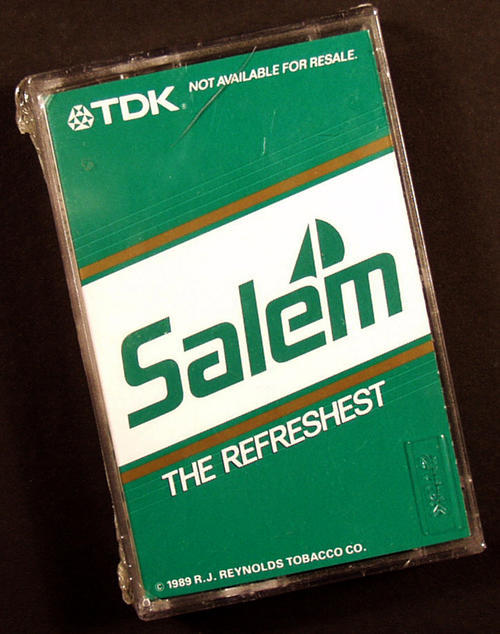 NOT AVAILABLE FOR RESALE.
TDK®
Salem
THE REFRESHEST
© 1989 R.J. REYNOLDS TOBACCO CO.